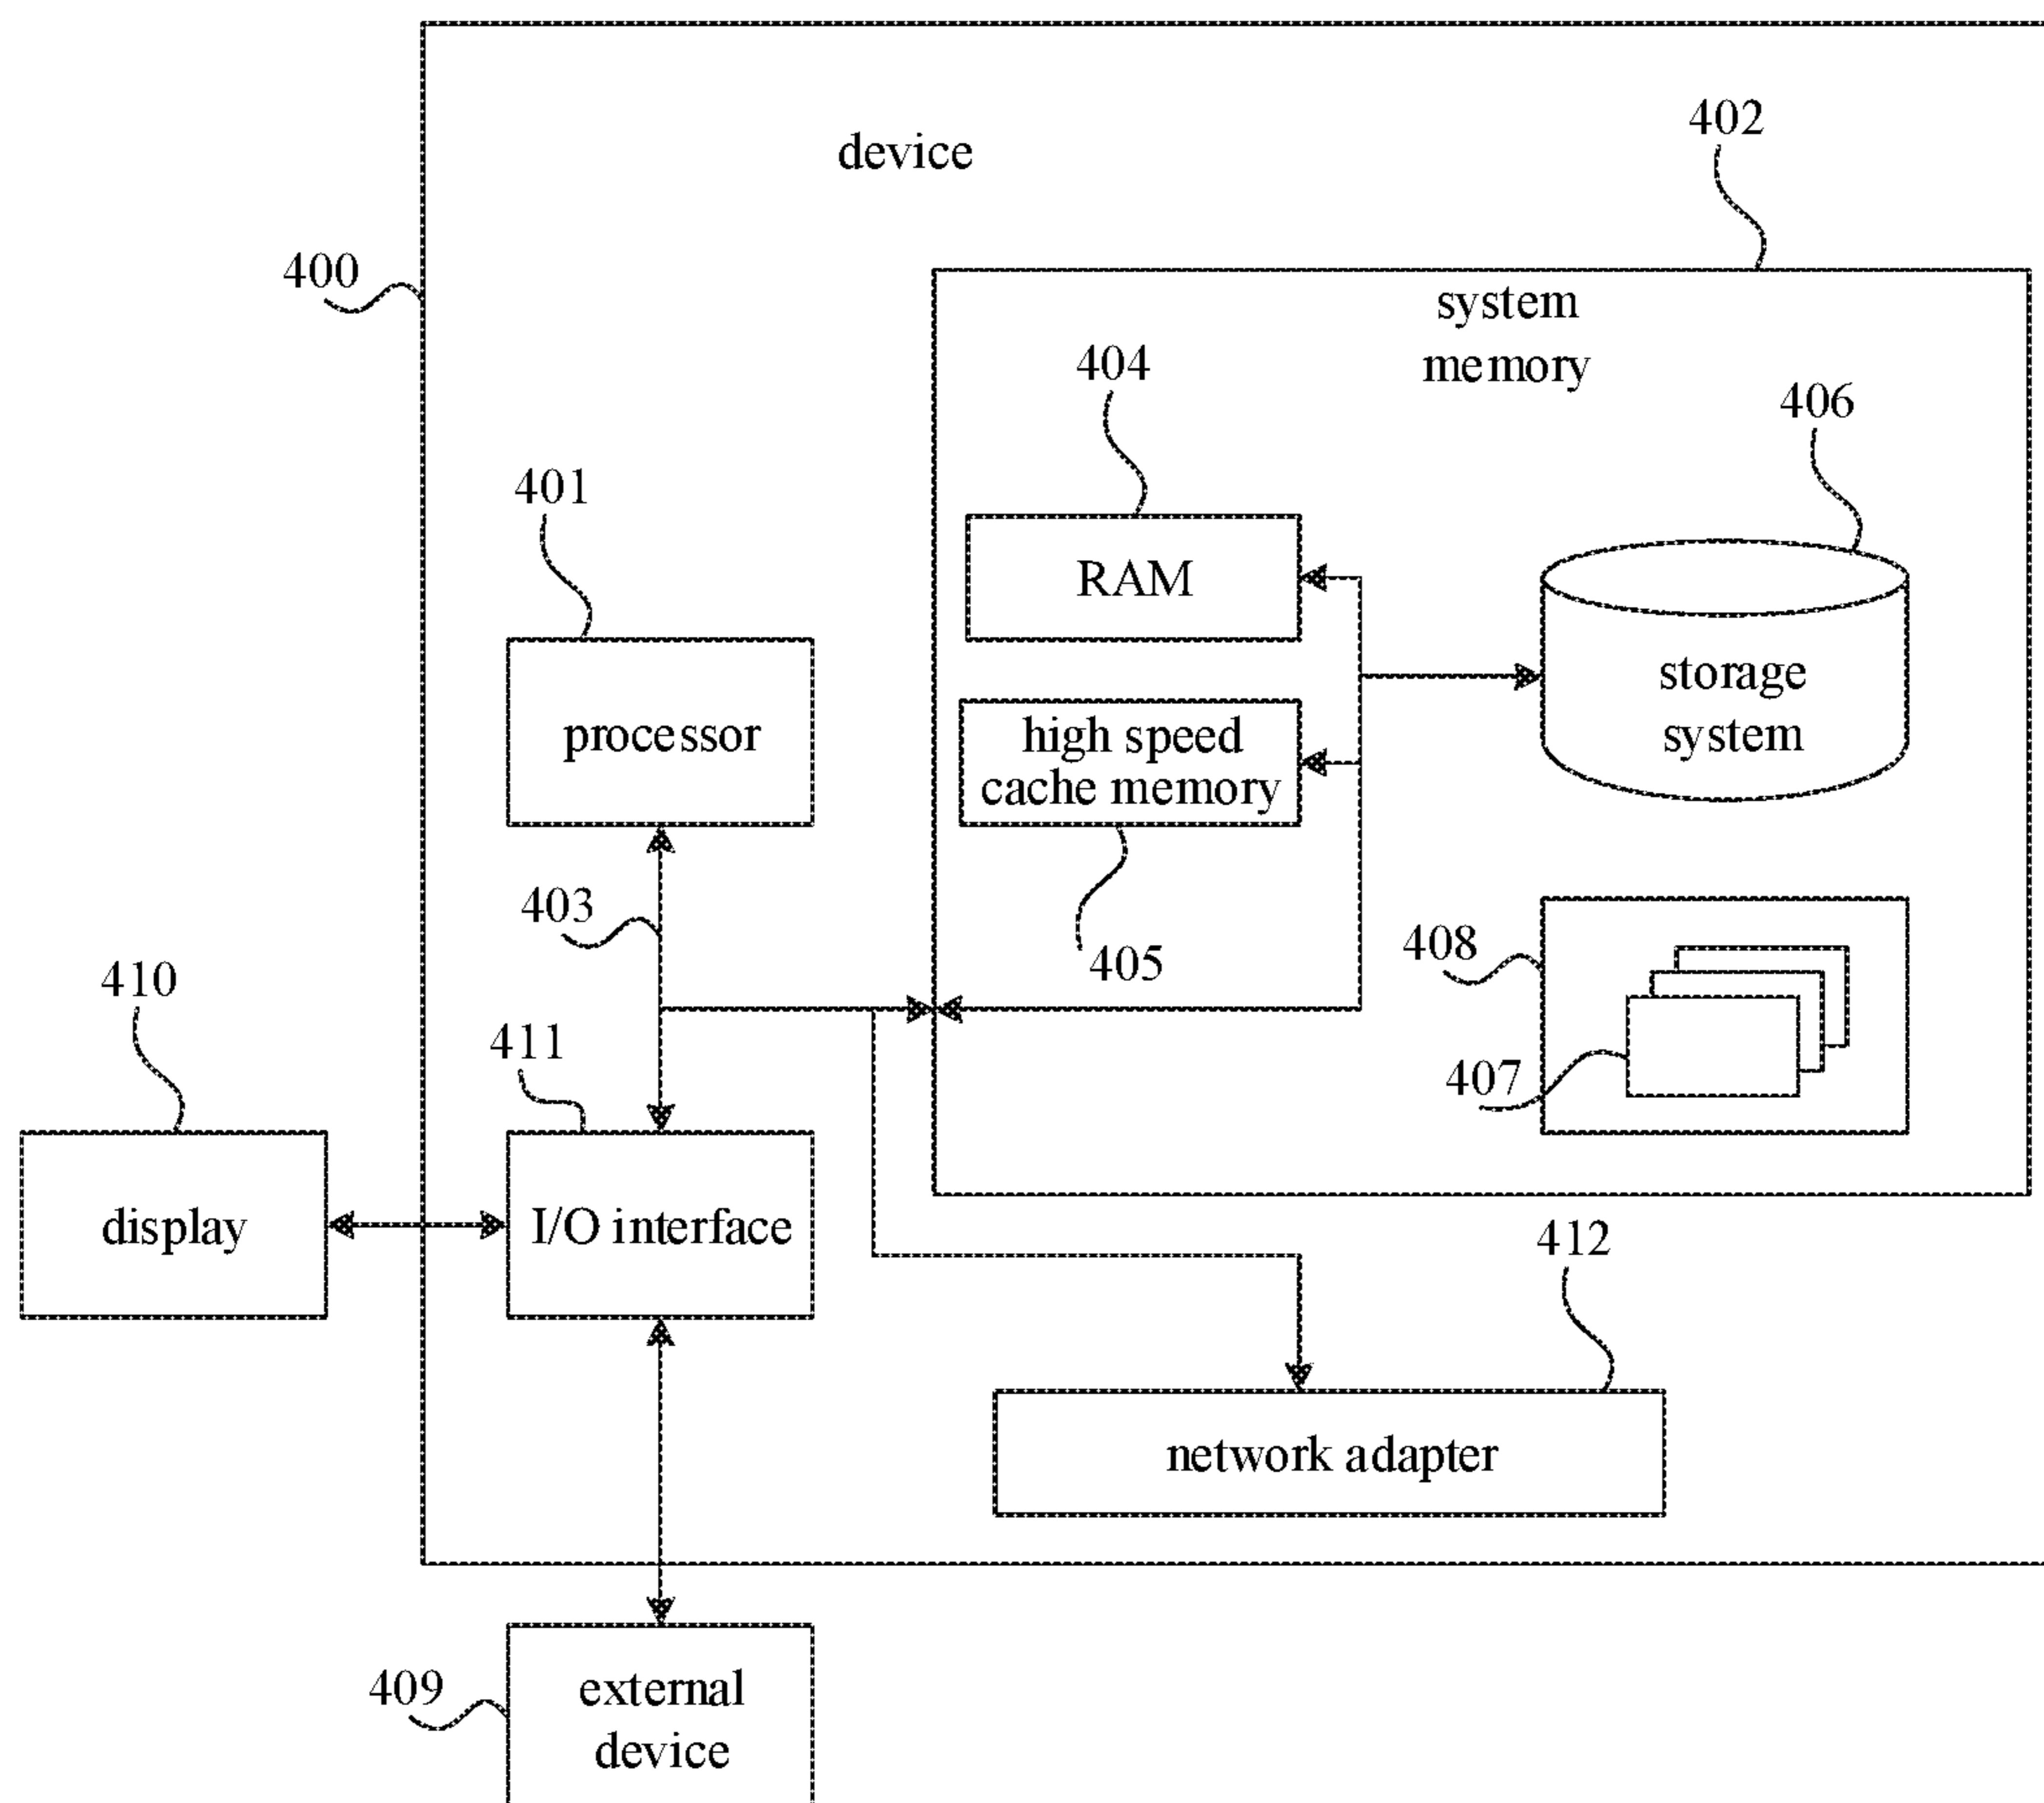 device
402
400
system
memory
404
406
401
RAM
storage
system
processor
high speed
cache memory
403
405
408
410
411
407
display
I/O interface
412
network adapter
409
external
device